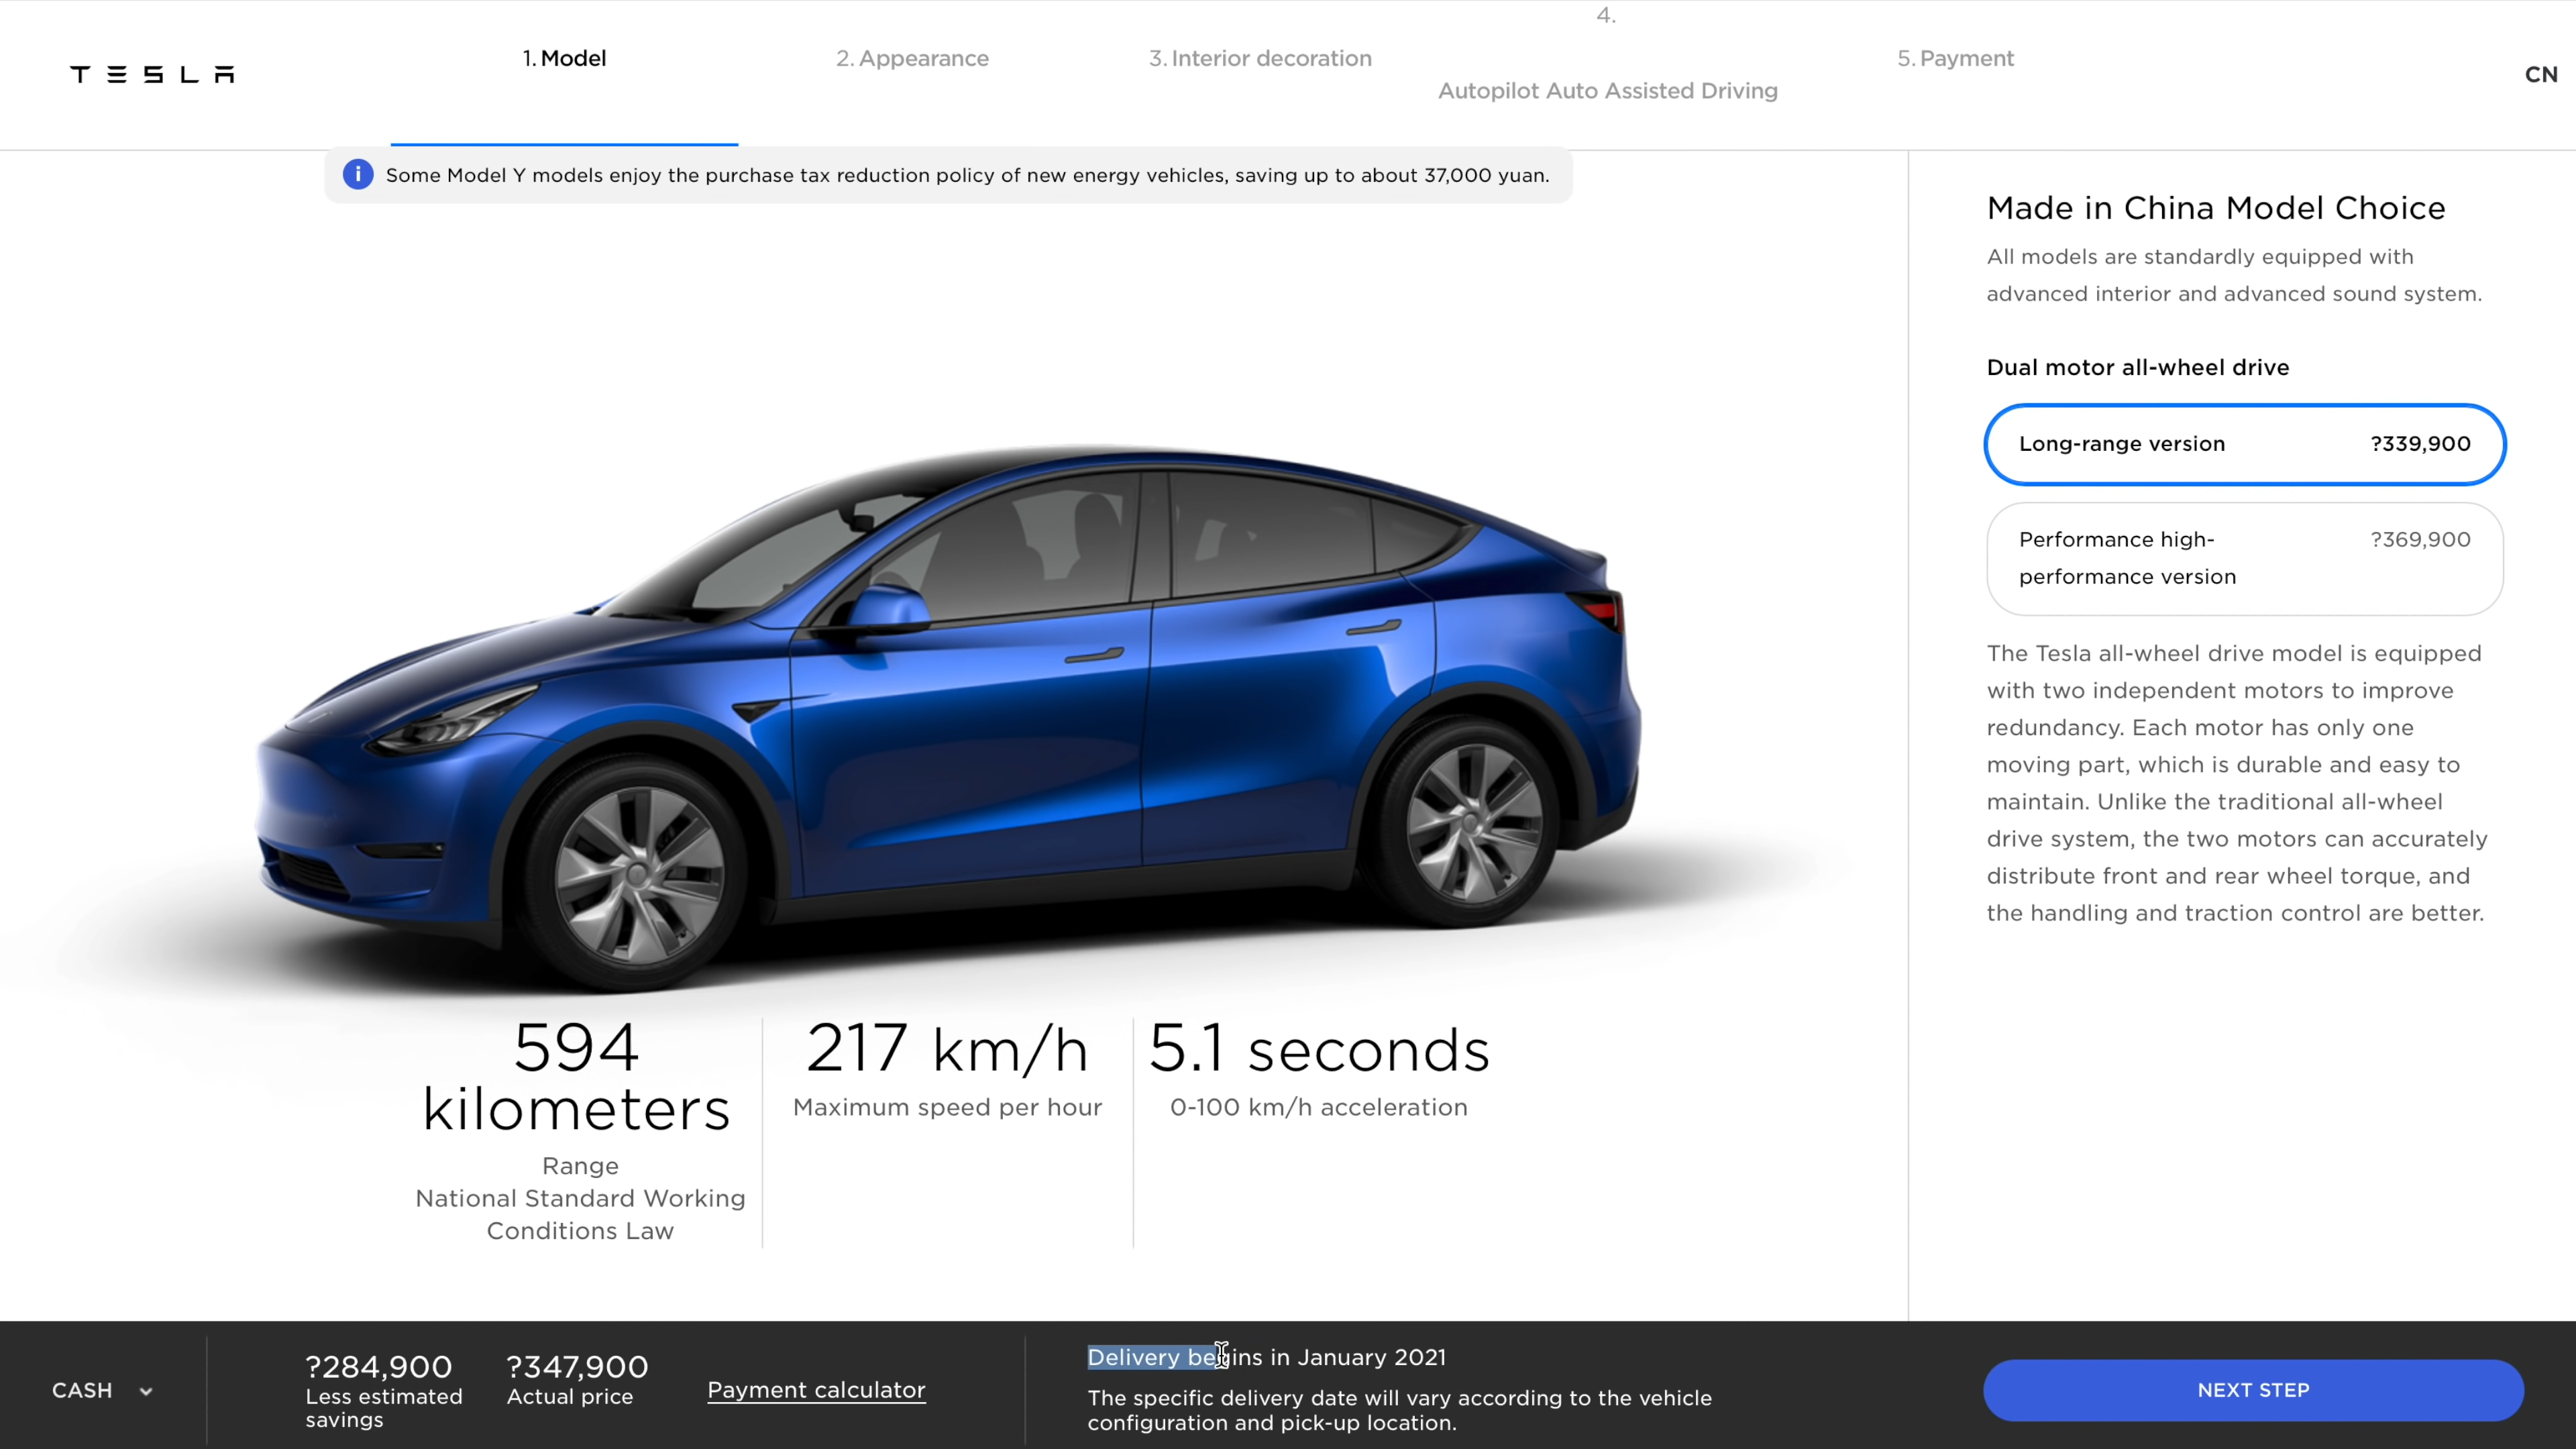 TESLA
1. Model
2. Appearance
3. Interior decoration
4.
Autopilot Auto Assisted Driving
5. Payment
CN
i Some Model Y models enjoy the purchase tax reduction policy of new energy vehicles, saving up to about 37,000 yuan.
Made in China Model Choice
All models are standardly equipped with
advanced interior and advanced sound system.
Dual motor all-wheel drive
Long-range version ?339,900
Performance high- ?369,900
performance version
The Tesla all-wheel drive model is equipped
with two independent motors to improve
redundancy. Each motor has only one
moving part, which is durable and easy to
maintain. Unlike the traditional all-wheel
drive system, the two motors can accurately
distribute front and rear wheel torque, and
the handling and traction control are better.
594
kilometers
Range
National Standard Working
Conditions Law
217 km/h
Maximum speed per hour
5.1 seconds
0-100 km/h acceleration
CASH
?284,900
Less estimated
savings
?347,900
Actual price
Payment calculator
Delivery begins in January 2021
The specific delivery date will vary according to the vehicle
configuration and pick-up location.
NEXT STEP